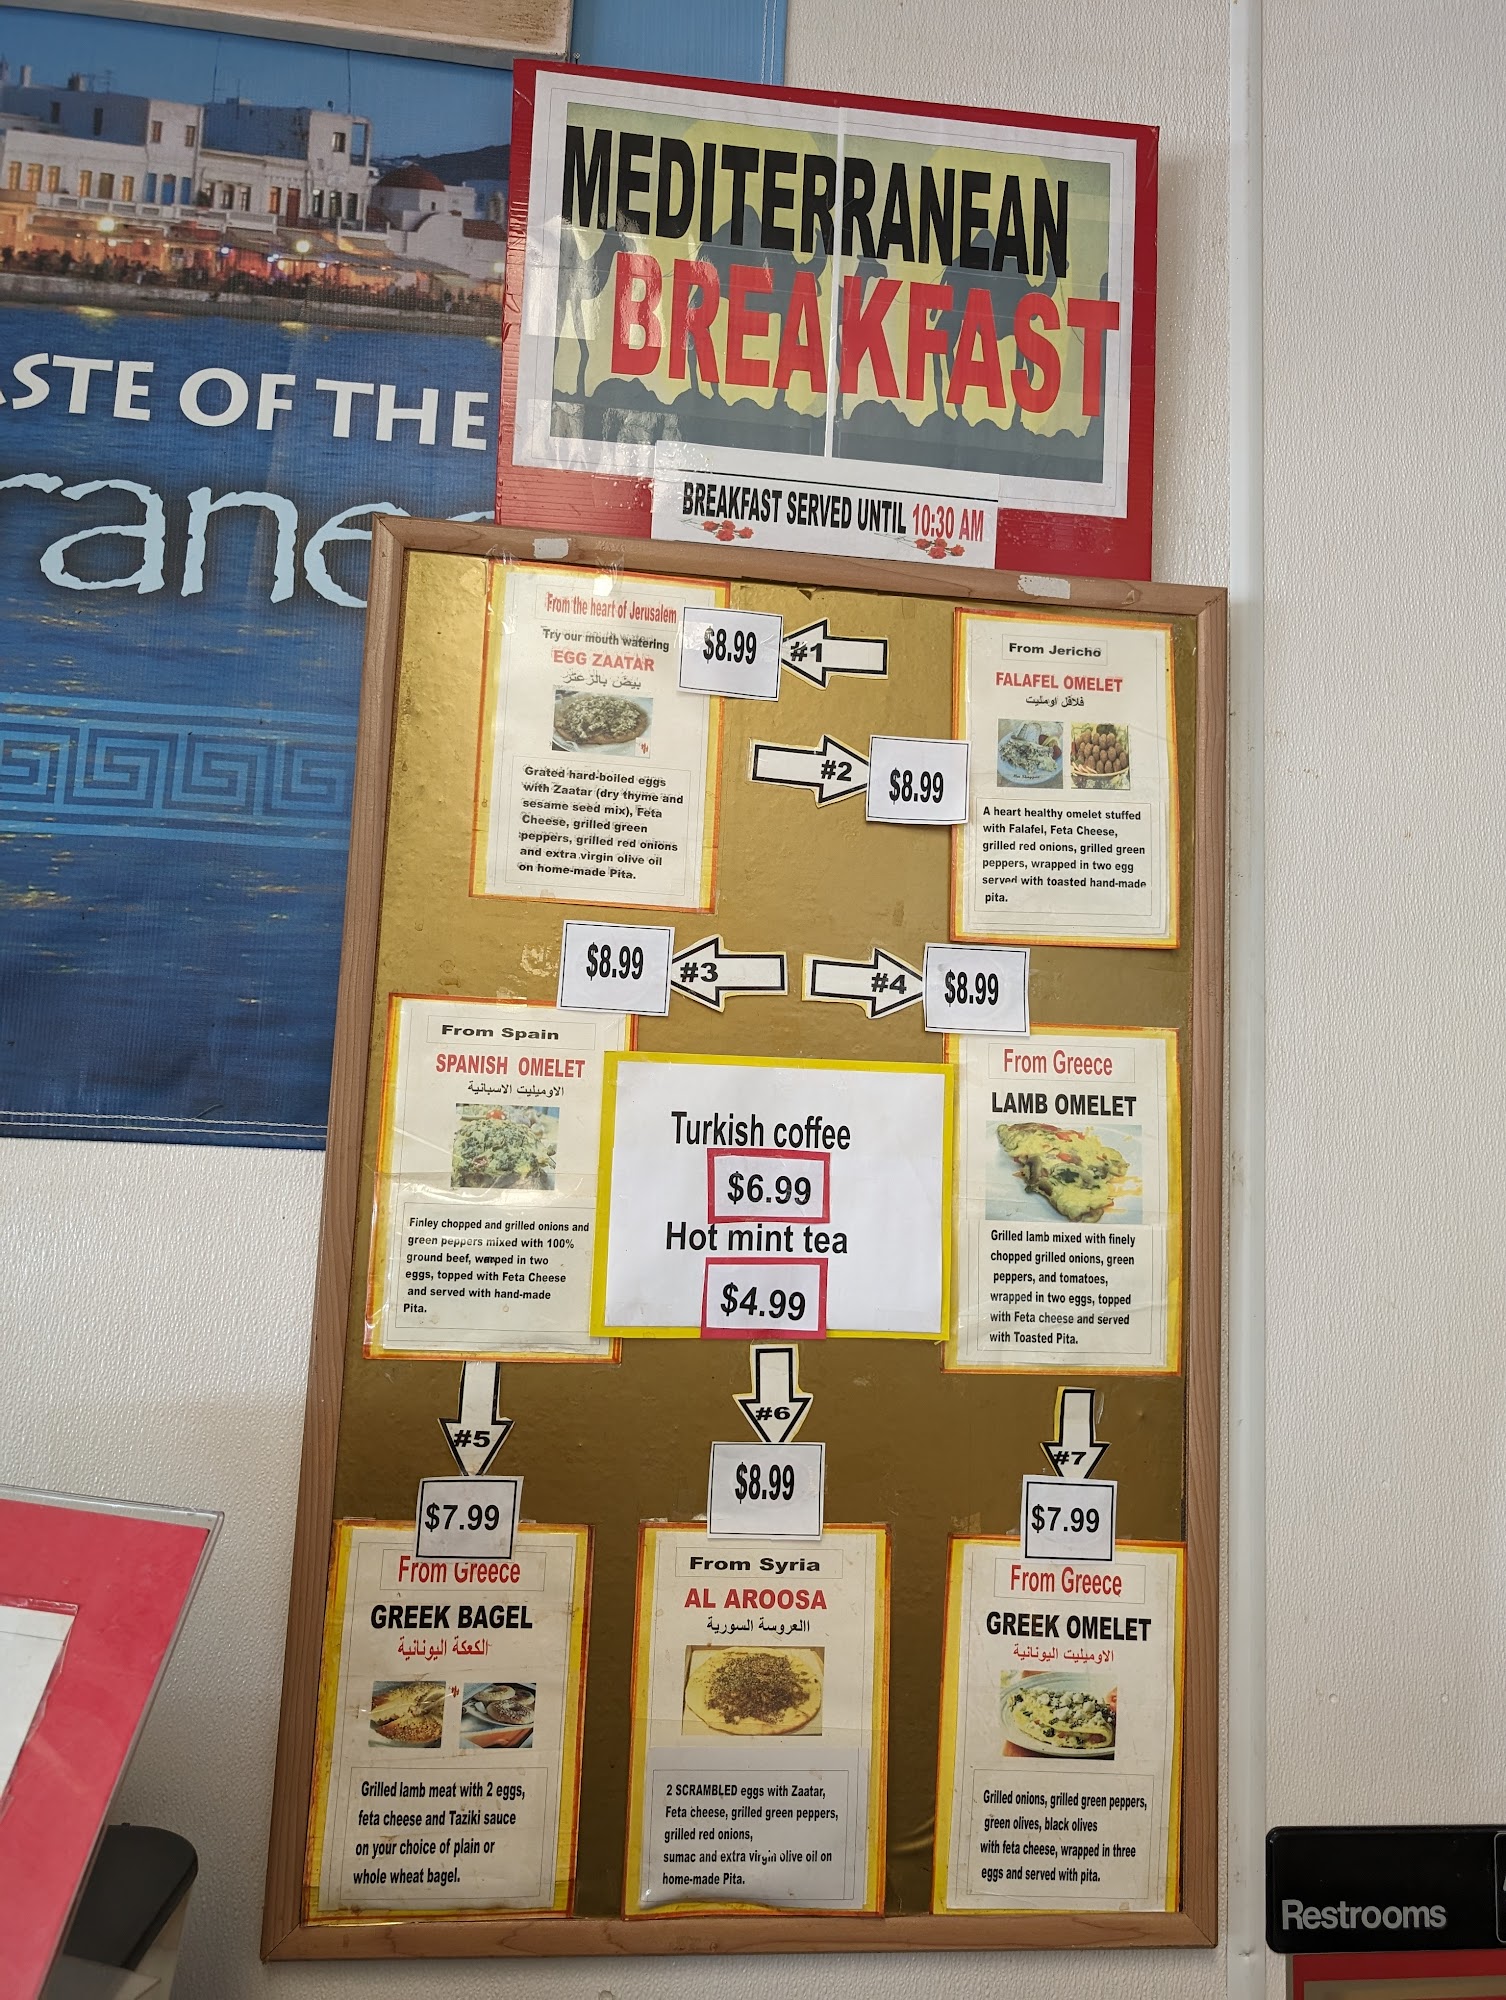 ASTE OF THE
rane
MEDITERRANEAN
BREAKFAST
BREAKFAST SERVED UNTIL 10:30 AM
From the heart of Jerusalem
Try our mouth watering
EGG ZAATAR
بيض بالزعتر
$8.99
#1
Grated hard-boiled eggs
with Zaatar (dry thyme and
sesame seed mix), Feta
Cheese, grilled green
peppers, grilled red onions
and extra virgin olive oil
on home-made Pita.
#2
$8.99
From Jericho
FALAFEL OMELET
فلافل اومليت
A heart healthy omelet stuffed
with Falafel, Feta Cheese,
grilled red onions, grilled green
peppers, wrapped in two egg
served with toasted hand-made
pita.
$8.99
#3
From Spain
SPANISH OMELET
الاوميليت الاسبانية
Finley chopped and grilled onions and
green peppers mixed with 100%
ground beef, warped in two
eggs, topped with Feta Cheese
and served with hand-made
Pita.
#4
$8.99
From Greece
LAMB OMELET
Grilled lamb mixed with finely
chopped grilled onions, green
peppers, and tomatoes,
wrapped in two eggs, topped
with Feta cheese and served
with Toasted Pita.
Turkish coffee
$6.99
Hot mint tea
$4.99
#5
$7.99
From Greece
GREEK BAGEL
الكعكة اليونانية
Grilled lamb meat with 2 eggs,
feta cheese and Taziki sauce
on your choice of plain or
whole wheat bagel.
#6
$8.99
From Syria
AL AROOSA
االعروسة السورية
2 SCRAMBLED eggs with Zaatar,
Feta cheese, grilled green peppers,
grilled red onions,
sumac and extra virgin olive oil on
home-made Pita.
#7
$7.99
From Greece
GREEK OMELET
الاوميليت اليونانية
Grilled onions, grilled green peppers,
green olives, black olives
with feta cheese, wrapped in three
eggs and served with pita.
Restrooms